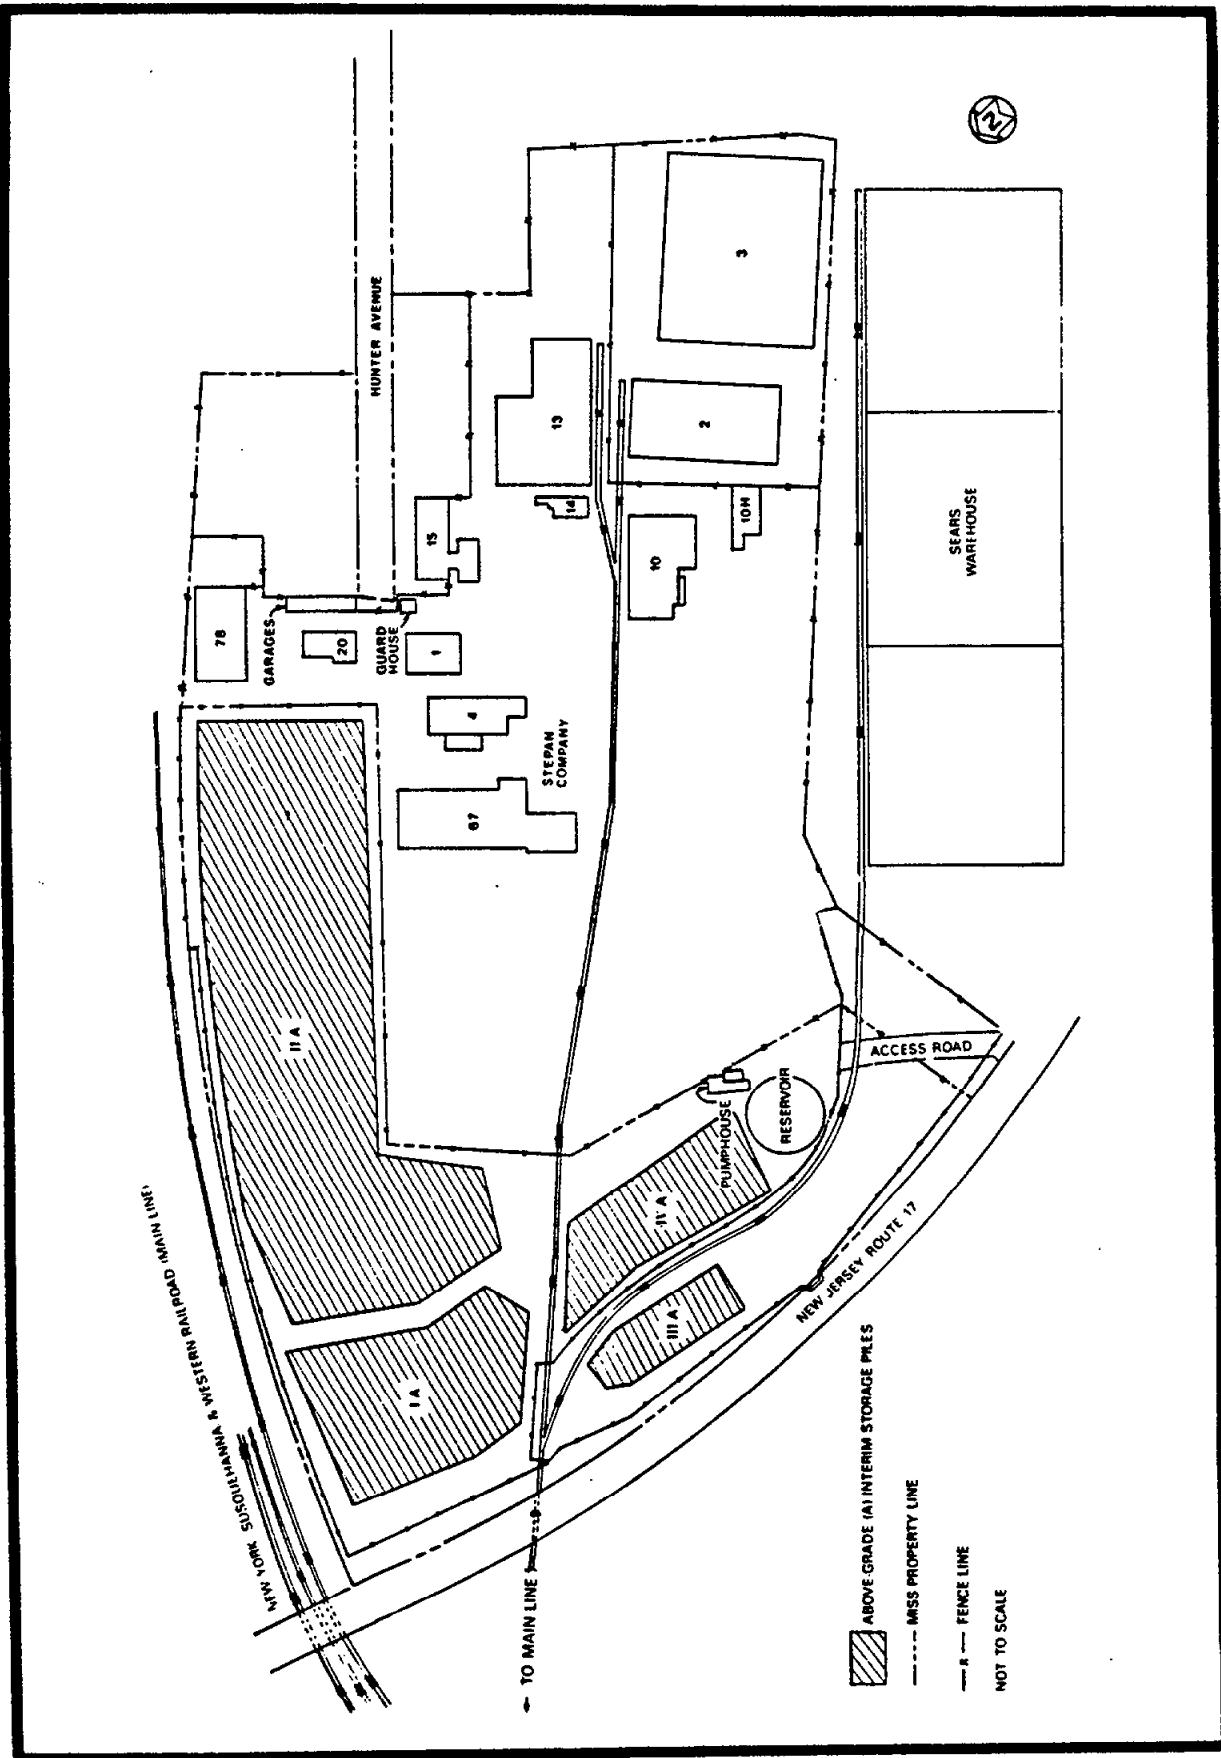 NEW YORK SUSQUEHANNA & WESTERN RAILROAD (MAIN LINE)
HUNTER AVENUE
78
GARAGES
20
GUARD
HOUSE
15
1
4
67
STEPAN
COMPANY
13
14
3
2
10
10H
SEARS
WAREHOUSE
II A
I A
IV A
III A
PUMPHOUSE
RESERVOIR
ACCESS ROAD
NEW JERSEY ROUTE 17
TO MAIN LINE
ABOVE-GRADE (A) INTERIM STORAGE PILES
MISS PROPERTY LINE
FENCE LINE
NOT TO SCALE